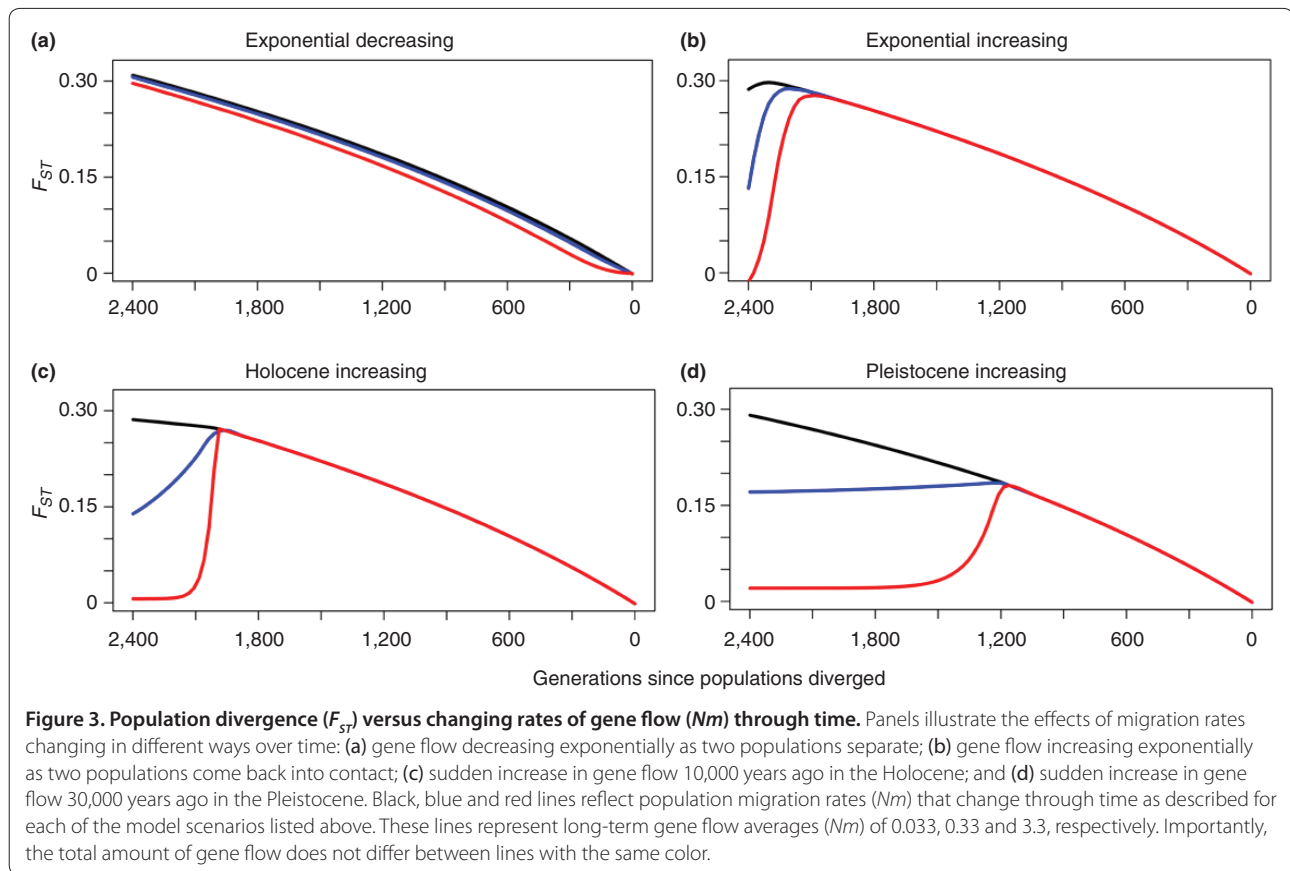 (a) Exponential decreasing
(b) Exponential increasing
0.30
0.15
0
F_ST
2,400 1,800 1,200 600 0
0.30
0.15
0
2,400 1,800 1,200 600 0
(c) Holocene increasing
(d) Pleistocene increasing
0.30
0.15
0
F_ST
2,400 1,800 1,200 600 0
0.30
0.15
0
2,400 1,800 1,200 600 0
Generations since populations diverged
Figure 3. Population divergence (F_ST) versus changing rates of gene flow (Nm) through time. Panels illustrate the effects of migration rates
changing in different ways over time: (a) gene flow decreasing exponentially as two populations separate; (b) gene flow increasing exponentially
as two populations come back into contact; (c) sudden increase in gene flow 10,000 years ago in the Holocene; and (d) sudden increase in gene
flow 30,000 years ago in the Pleistocene. Black, blue and red lines reflect population migration rates (Nm) that change through time as described for
each of the model scenarios listed above. These lines represent long-term gene flow averages (Nm) of 0.033, 0.33 and 3.3, respectively. Importantly,
the total amount of gene flow does not differ between lines with the same color.